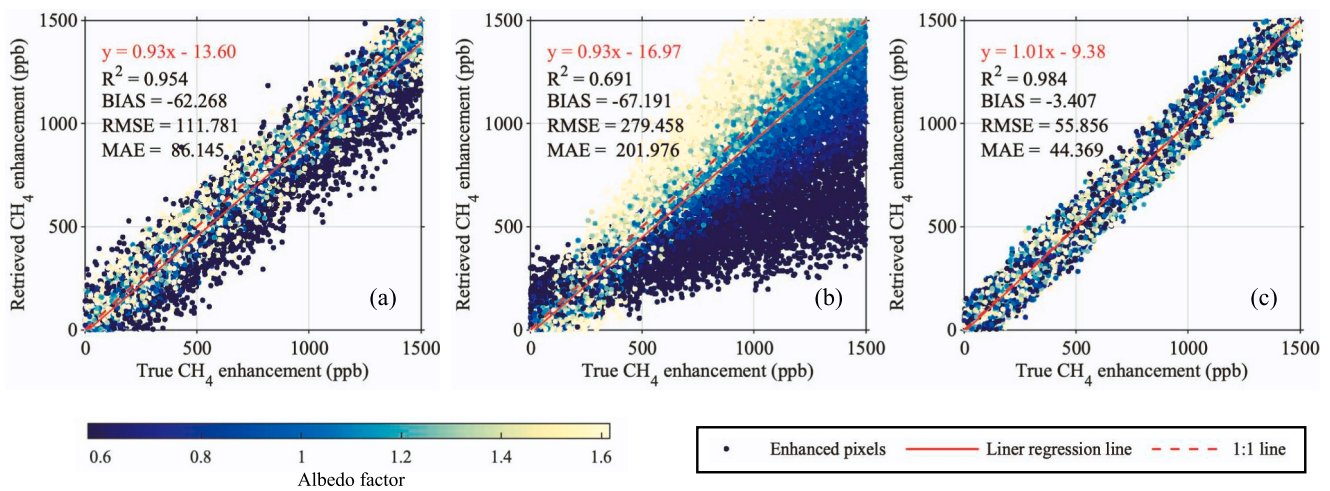 1500
1000
500
0
Retrieved CH4 enhancement (ppb)
y = 0.93x - 13.60
R2 = 0.954
BIAS = -62.268
RMSE = 111.781
MAE = 86.145
(a)
0 500 1000 1500
True CH4 enhancement (ppb)
1500
1000
500
0
Retrieved CH4 enhancement (ppb)
y = 0.93x - 16.97
R2 = 0.691
BIAS = -67.191
RMSE = 279.458
MAE = 201.976
(b)
0 500 1000 1500
True CH4 enhancement (ppb)
1500
1000
500
0
Retrieved CH4 enhancement (ppb)
y = 1.01x - 9.38
R2 = 0.984
BIAS = -3.407
RMSE = 55.856
MAE = 44.369
(c)
0 500 1000 1500
True CH4 enhancement (ppb)
0.6 0.8 1 1.2 1.4 1.6
Albedo factor
Enhanced pixels Liner regression line 1:1 line